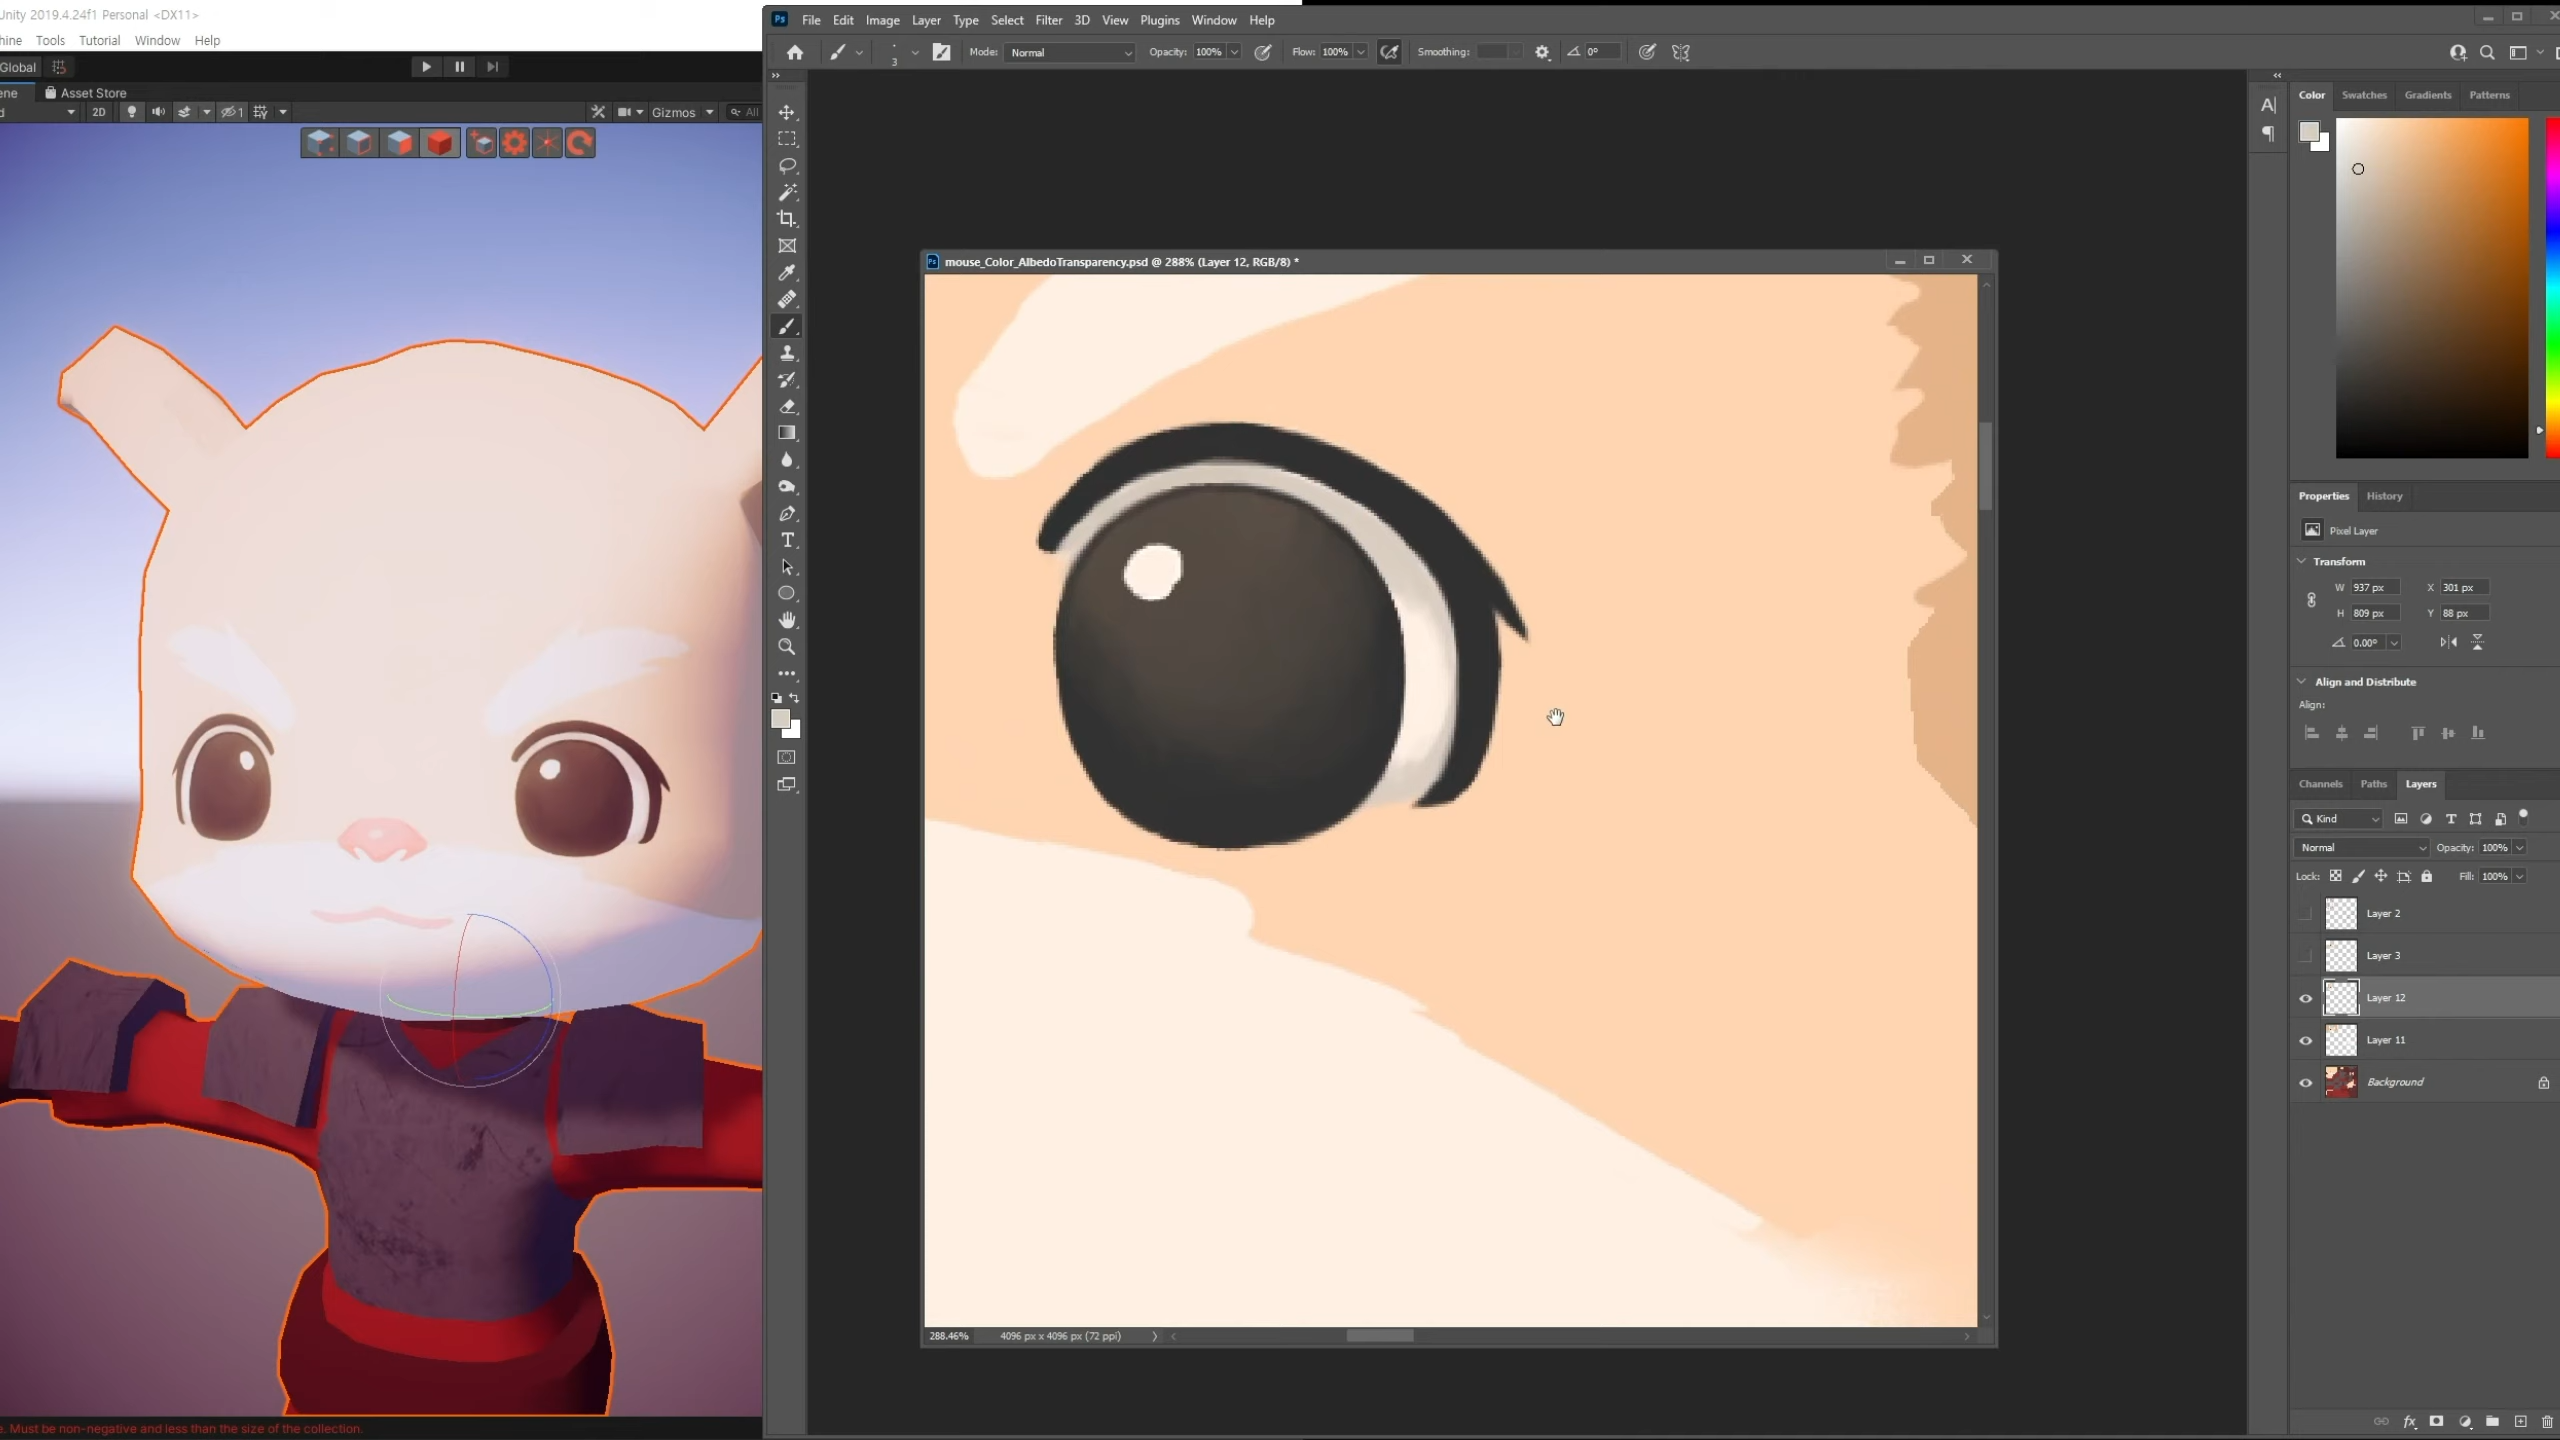 Unity 2019.4.24f1 Personal <DX11>
Tools Tutorial Window Help
Global
Asset Store
2D
1
Gizmos
All
. Must be non-negative and less than the size of the collection.
Ps File Edit Image Layer Type Select Filter 3D View Plugins Window Help
3 Mode: Normal Opacity: 100% Flow: 100% Smoothing: 0°
Ps mouse_Color_AlbedoTransparency.psd @ 288% (Layer 12, RGB/8) *
288.46% 4096 px x 4096 px (72 ppi)
Color Swatches Gradients Patterns
Properties History
Pixel Layer
Transform
W 937 px X 301 px
H 809 px Y 88 px
0.00°
Align and Distribute
Align:
Channels Paths Layers
Kind
Normal Opacity: 100%
Lock: Fill: 100%
Layer 2
Layer 3
Layer 12
Layer 11
Background
fx